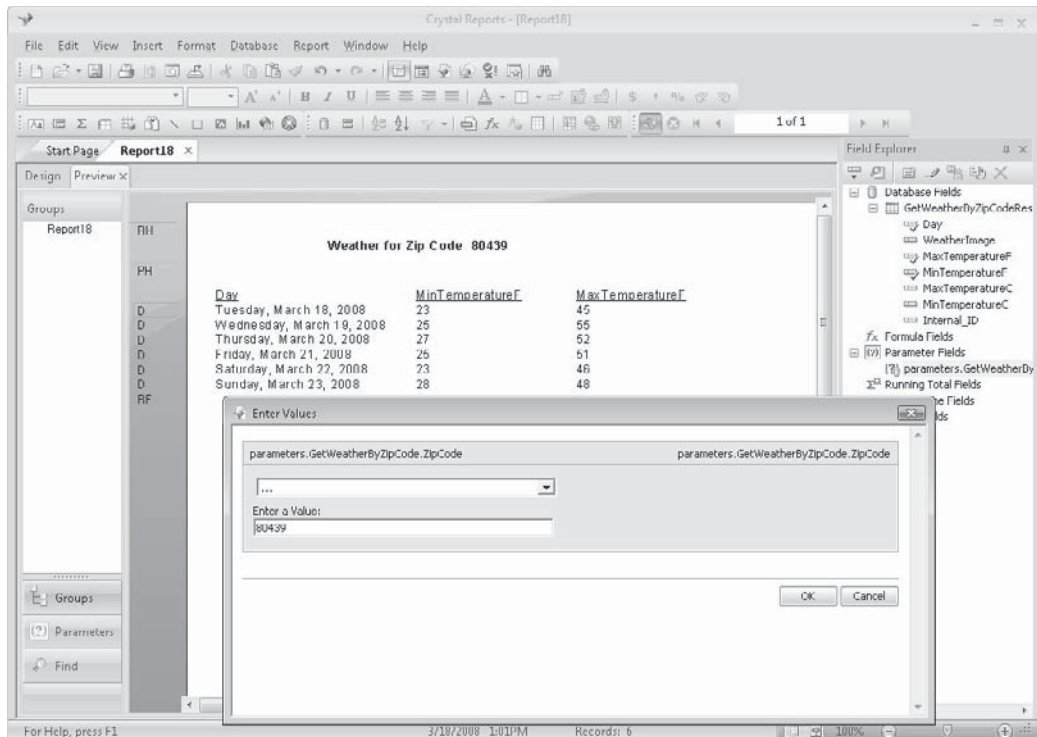 Crystal Reports - [Report18]
File Edit View Insert Format Database Report Window Help
1 of 1
Start Page Report18
Field Explorer
Design Preview
Groups
Report18
RH
PH
D
D
D
D
D
D
RF
Weather for Zip Code 80439
Day MinTemperatureF MaxTemperatureF
Tuesday, March 18, 2008 23 45
Wednesday, March 19, 2008 25 55
Thursday, March 20, 2008 27 52
Friday, March 21, 2008 25 51
Saturday, March 22, 2008 23 46
Sunday, March 23, 2008 28 48
Database Fields
GetWeatherByZipCodeRes
Day
WeatherImage
MaxTemperatureF
MinTemperatureF
MaxTemperatureC
MinTemperatureC
Internal_ID
Formula Fields
Parameter Fields
parameters.GetWeatherBy
Running Total Fields
Fields
Enter Values
parameters.GetWeatherByZipCode.ZipCode parameters.GetWeatherByZipCode.ZipCode
...
Enter a Value:
80439
OK Cancel
Groups
Parameters
Find
For Help, press F1 3/18/2008 1:01PM Records: 6 100%